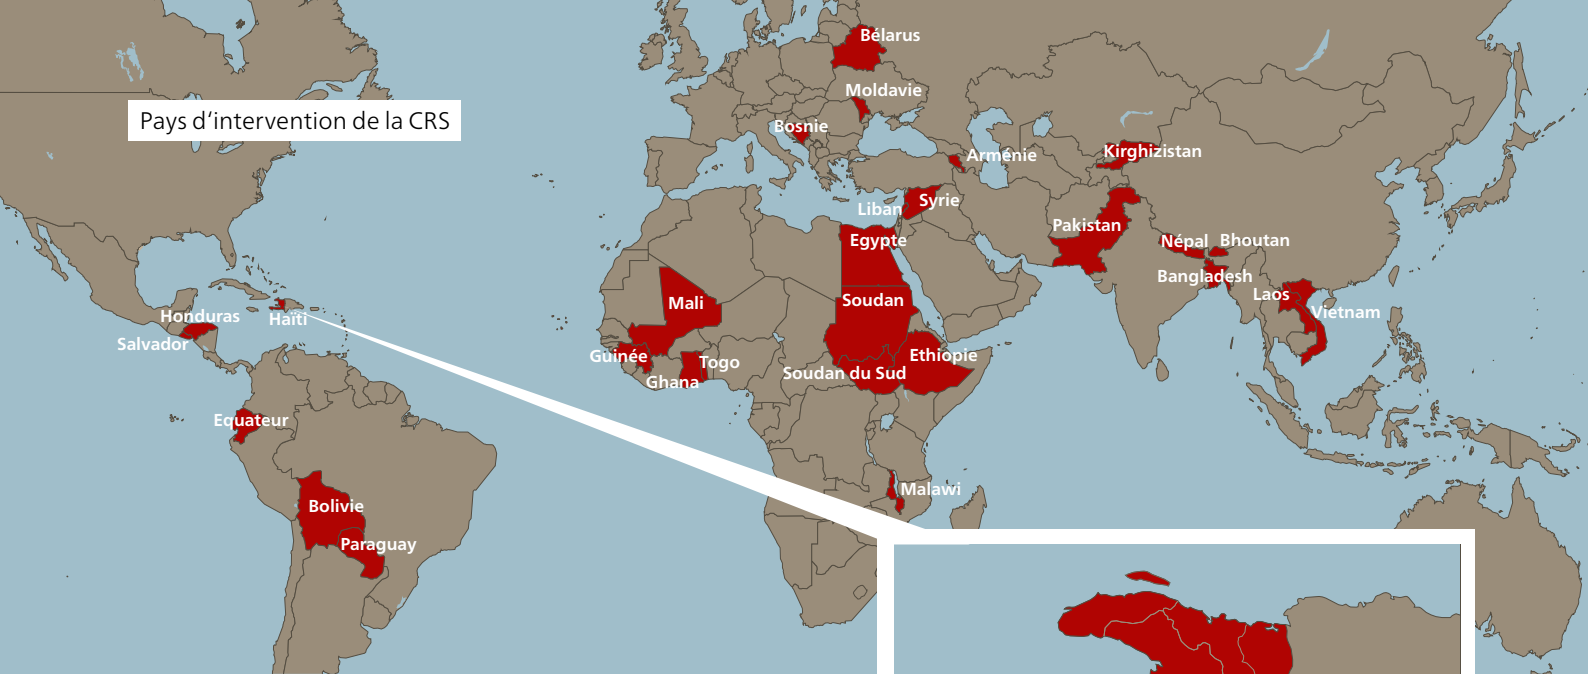 Pays d'intervention de la CRS
Bélarus
Moldavie
Bosnie
Arménie
Kirghizistan
Liban
Syrie
Pakistan
Egypte
Népal
Bhoutan
Bangladesh
Laos
Vietnam
Mali
Soudan
Honduras
Haïti
Salvador
Guinée
Togo
Ghana
Ethiopie
Soudan du Sud
Equateur
Malawi
Bolivie
Paraguay